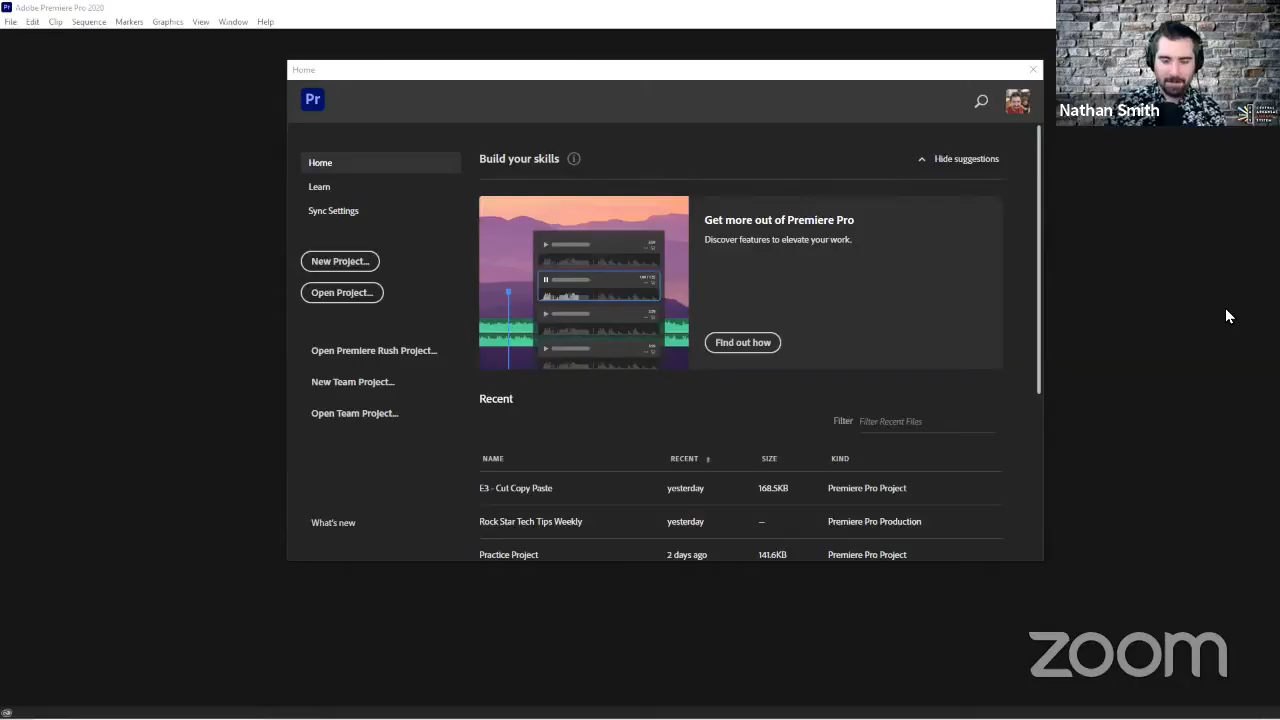 Pr Adobe Premiere Pro 2020
File Edit Clip Sequence Markers Graphics View Window Help
Home
Pr
Home
Learn
Sync Settings
New Project...
Open Project...
Open Premiere Rush Project...
New Team Project...
Open Team Project...
What's new
Build your skills
Hide suggestions
Get more out of Premiere Pro
Discover features to elevate your work.
Find out how
Recent
Filter Filter Recent Files
NAME RECENT SIZE KIND
E3 - Cut Copy Paste yesterday 168.5KB Premiere Pro Project
Rock Star Tech Tips Weekly yesterday -- Premiere Pro Production
Practice Project 2 days ago 141.6KB Premiere Pro Project
Nathan Smith
zoom